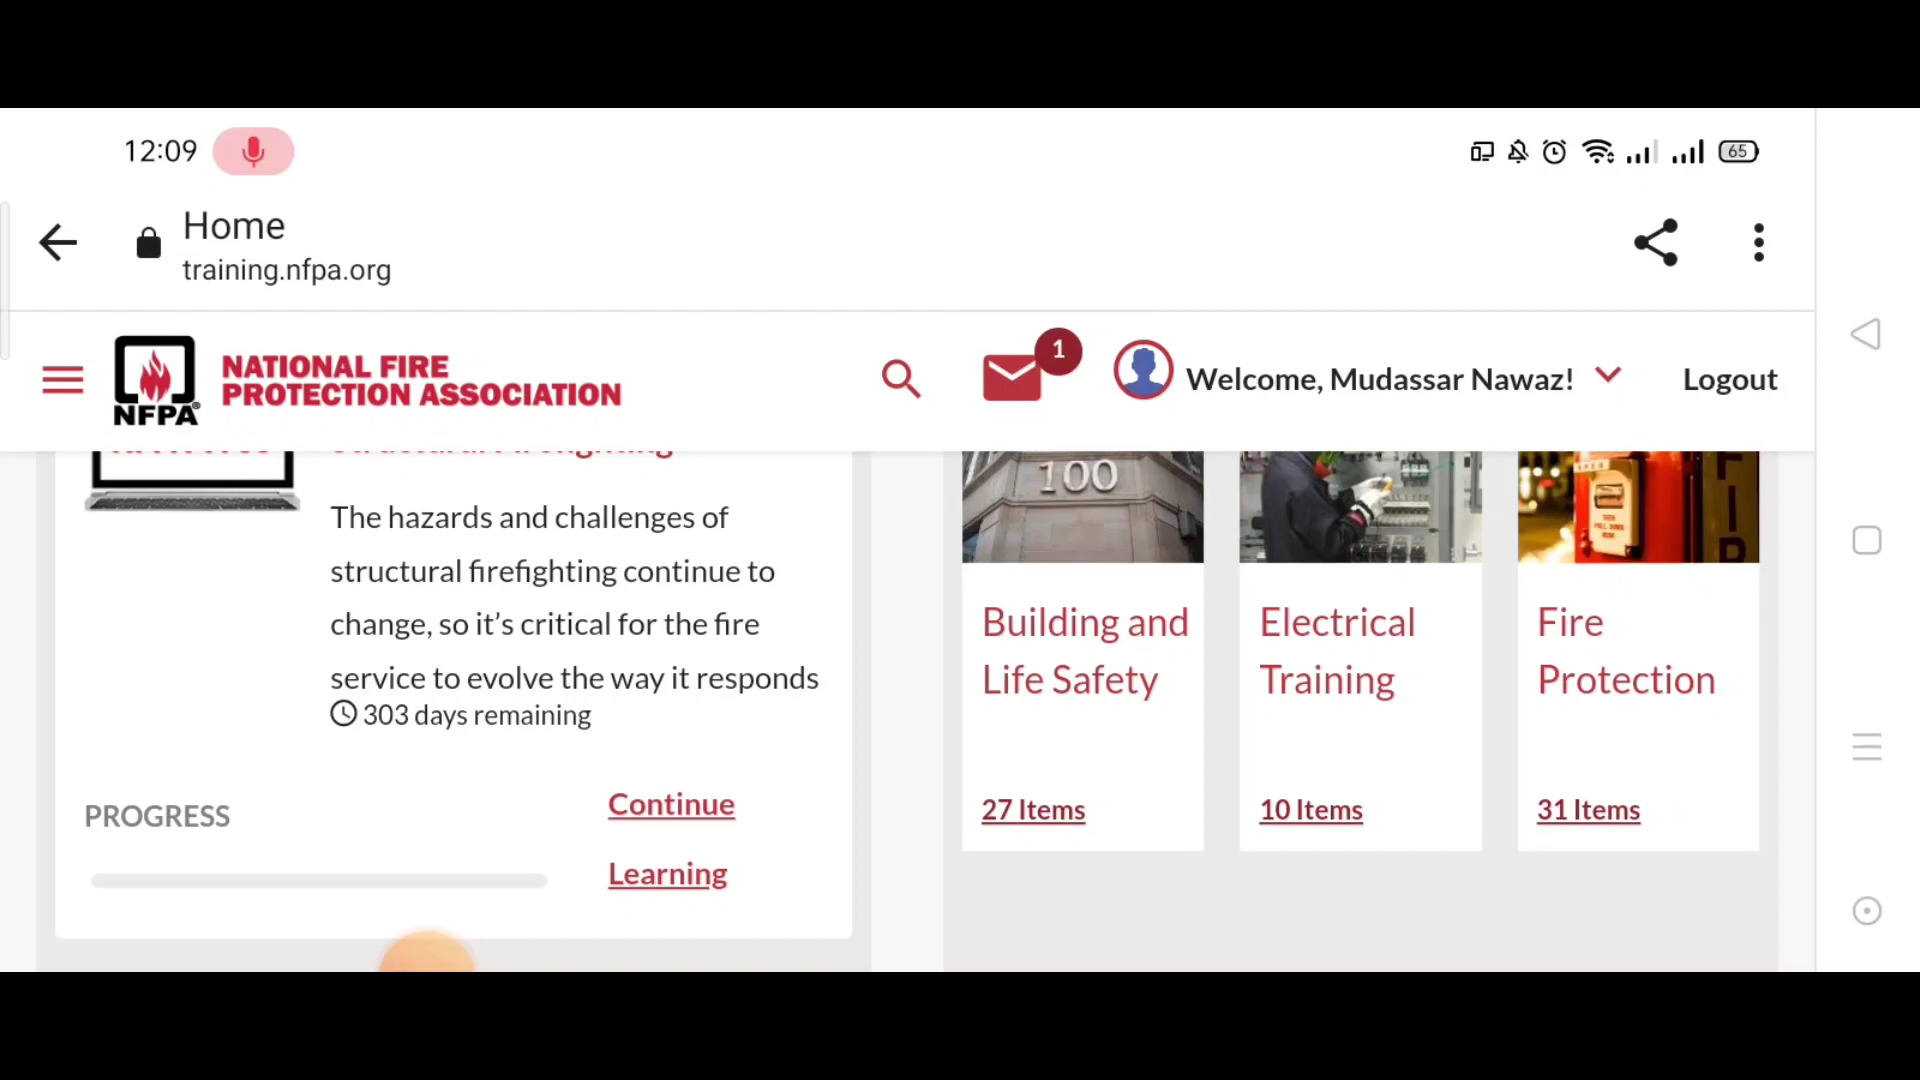 12:09
65
Home
training.nfpa.org
NFPA®
NATIONAL FIRE
PROTECTION ASSOCIATION
1
Welcome, Mudassar Nawaz!
Logout
The hazards and challenges of
structural firefighting continue to
change, so it’s critical for the fire
service to evolve the way it responds
303 days remaining
PROGRESS
Continue
Learning
100
Building and
Life Safety
27 Items
Electrical
Training
10 Items
Fire
Protection
31 Items